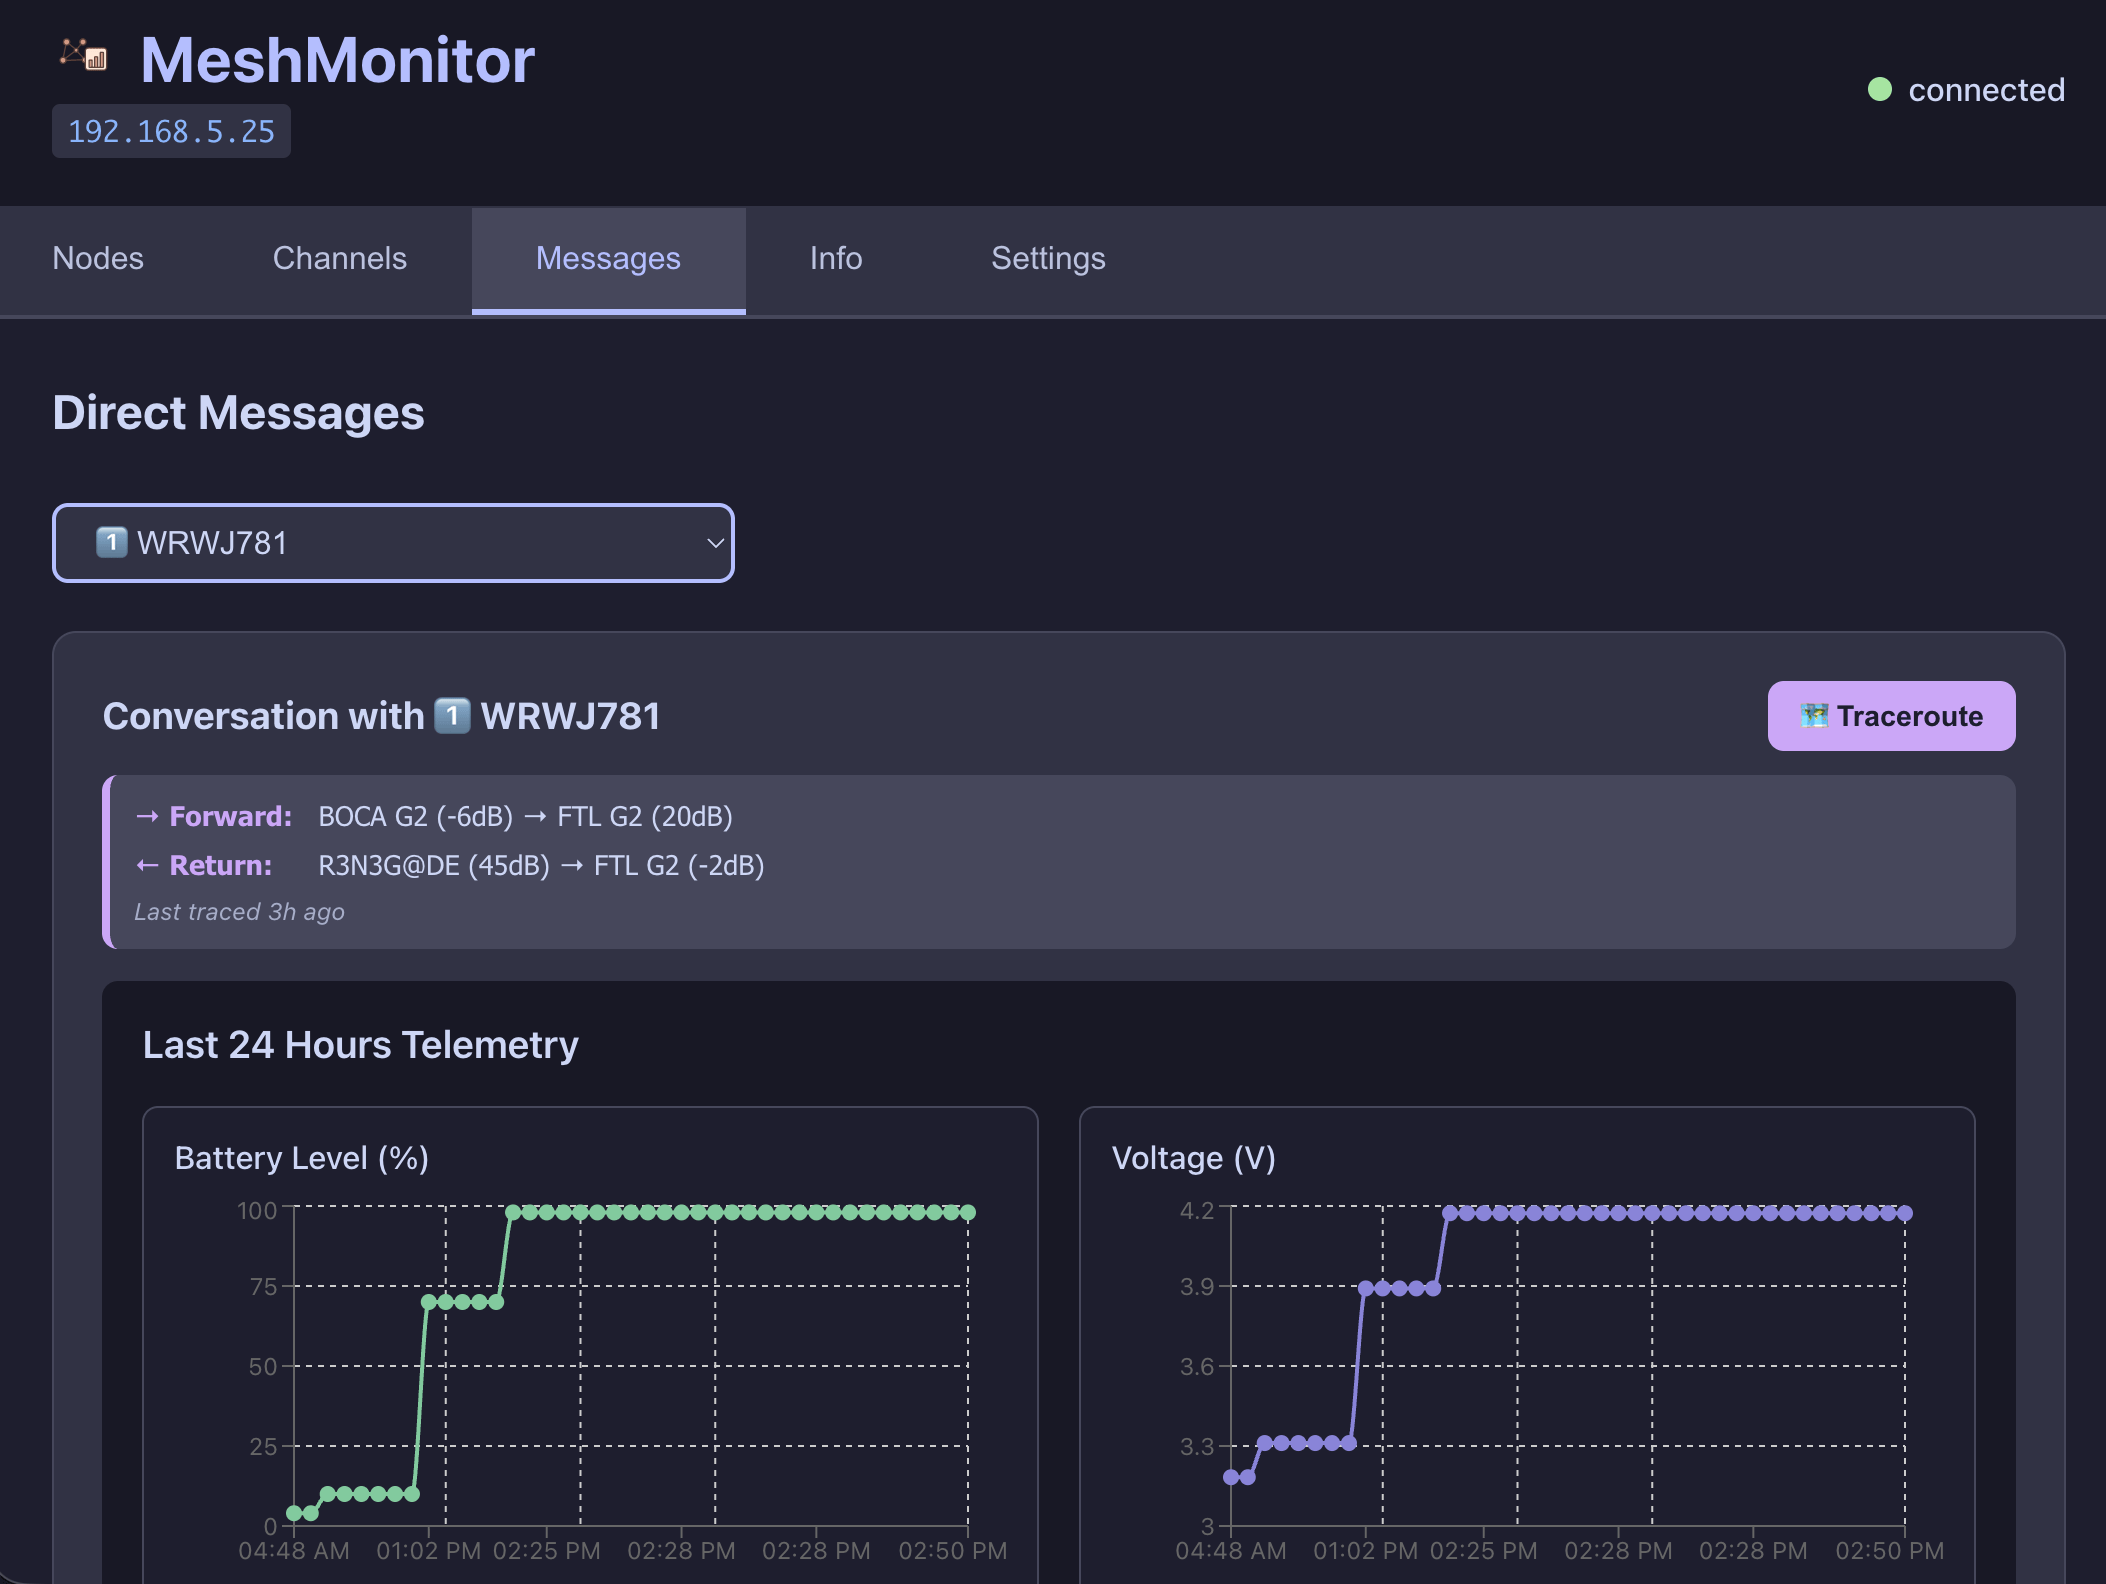 MeshMonitor
192.168.5.25
connected
Nodes Channels Messages Info Settings
Direct Messages
1️⃣ WRWJ781
Conversation with 1️⃣ WRWJ781
🗺️ Traceroute
→ Forward: BOCA G2 (-6dB) → FTL G2 (20dB)
← Return: R3N3G@DE (45dB) → FTL G2 (-2dB)
Last traced 3h ago
Last 24 Hours Telemetry
Battery Level (%)
100
75
50
25
0
04:48 AM 01:02 PM 02:25 PM 02:28 PM 02:28 PM 02:50 PM
Voltage (V)
4.2
3.9
3.6
3.3
3
04:48 AM 01:02 PM 02:25 PM 02:28 PM 02:28 PM 02:50 PM